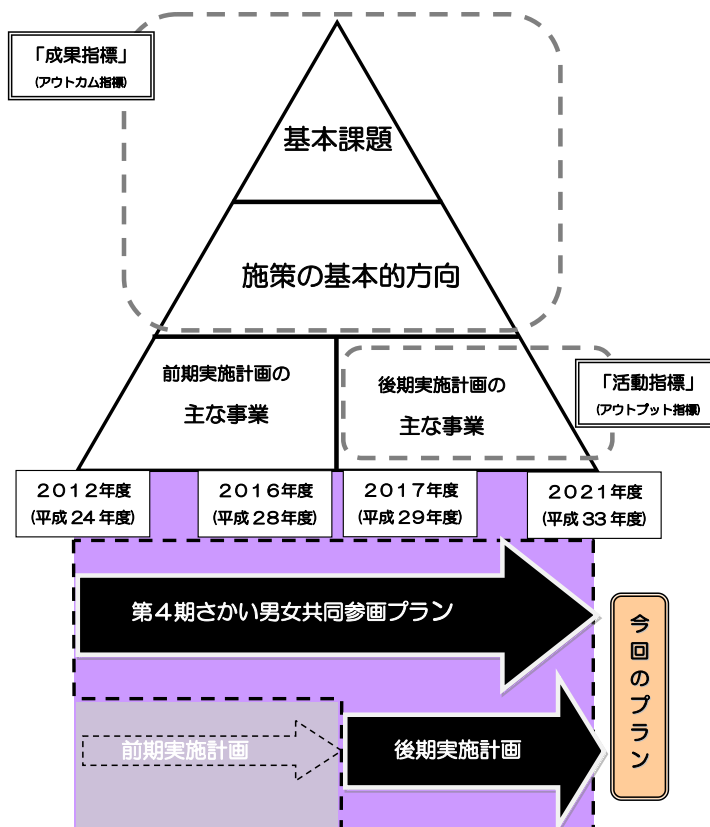 「成果指標」
(アウトカム指標)
基本課題
施策の基本的方向
前期実施計画の
主な事業
後期実施計画の
主な事業
「活動指標」
(アウトプット指標)
２０１２年度
(平成24年度)
２０１６年度
(平成28年度)
２０１７年度
(平成29年度)
２０２１年度
(平成33年度)
第４期さかい男女共同参画プラン
今回のプラン
前期実施計画
後期実施計画